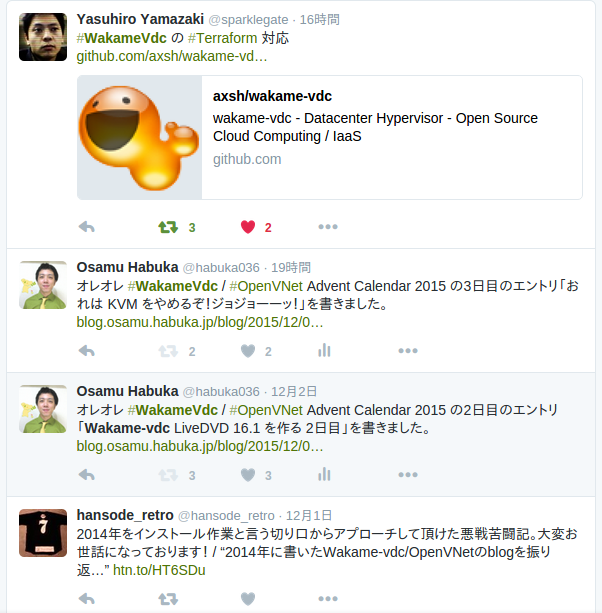 Yasuhiro Yamazaki @sparklegate · 16時間
#WakameVdc の #Terraform 対応
github.com/axsh/wakame-vd…
axsh/wakame-vdc
wakame-vdc - Datacenter Hypervisor - Open Source
Cloud Computing / IaaS
github.com
3 2
Osamu Habuka @habuka036 · 19時間
オレオレ #WakameVdc / #OpenVNet Advent Calendar 2015 の3日目のエントリ「お
れは KVM をやめるぞ!ジョジョーーッ!」を書きました。
blog.osamu.habuka.jp/blog/2015/12/0…
2 2
Osamu Habuka @habuka036 · 12月2日
オレオレ #WakameVdc / #OpenVNet Advent Calendar 2015 の2日目のエントリ
「Wakame-vdc LiveDVD 16.1 を作る 2日目」を書きました。
blog.osamu.habuka.jp/blog/2015/12/0…
3 3
hansode_retro @hansode_retro · 12月1日
2014年をインストール作業と言う切り口からアプローチして頂けた悪戦苦闘記。大変お
世話になっております! / “2014年に書いたWakame-vdc/OpenVNetのblogを振り
返…” htn.to/HT6SDu
7